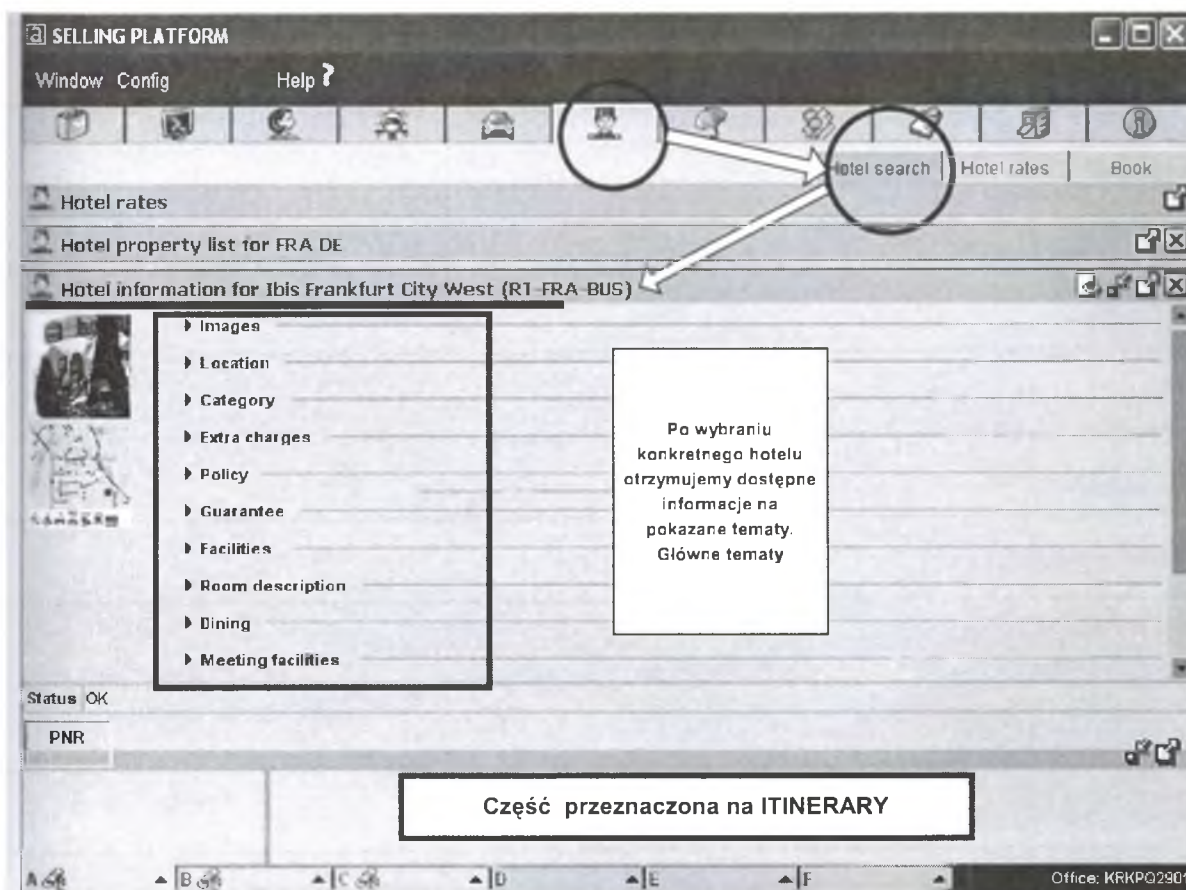 a SELLING PLATFORM
Window Config Help ?
Hotel search Hotel rates Book
Hotel rates
Hotel property list for FRA DE
Hotel information for Ibis Frankfurt City West (RT-FRA-BUS)
Images
Location
Category
Extra charges
Policy
Guarantee
Facilities
Room description
Dining
Meeting facilities
Po wybraniu
konkretnego hotelu
otrzymujemy dostępne
informacje na
pokazane tematy.
Główne tematy
Status OK
PNR
Część przeznaczona na ITINERARY
A B C D E F Office: KRKPQ2901